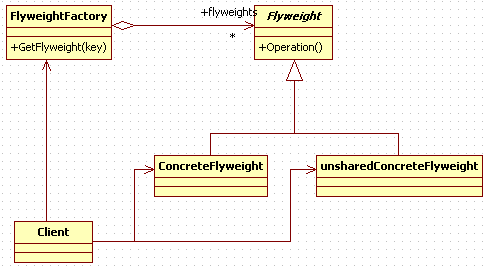 FlyweightFactory
+GetFlyweight(key)
+flyweights
*
Flyweight
+Operation()
ConcreteFlyweight
unsharedConcreteFlyweight
Client